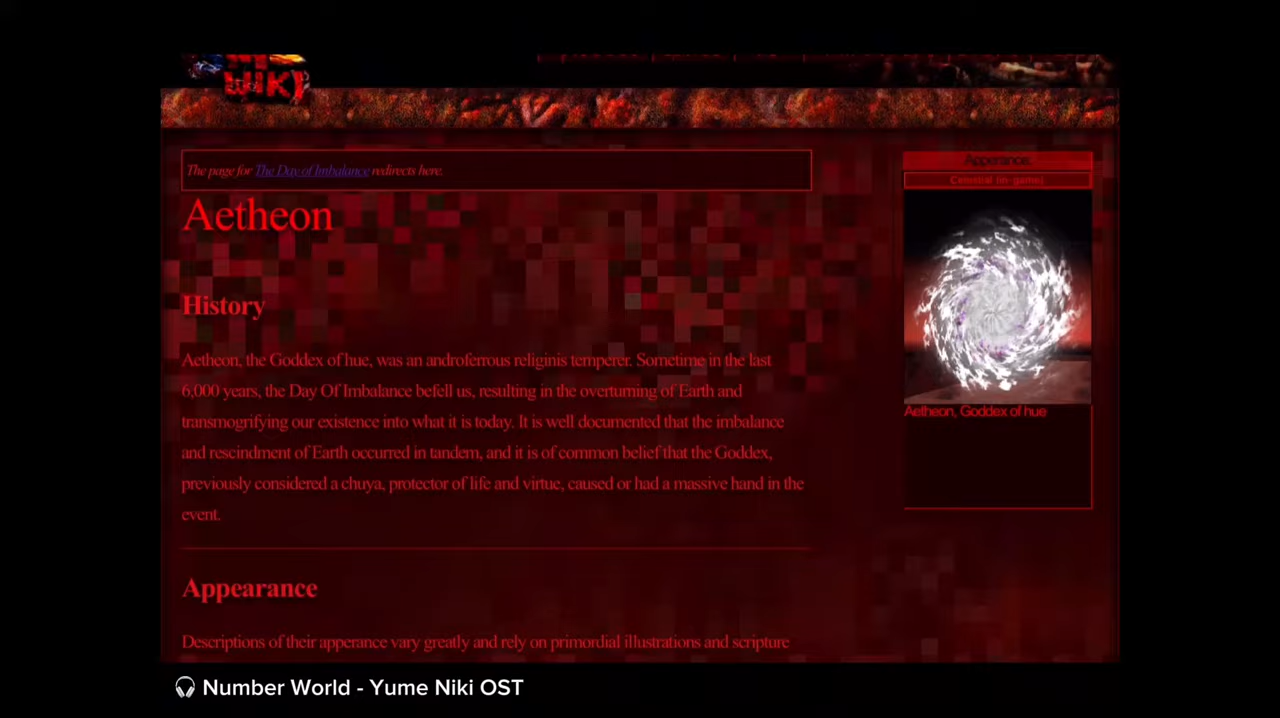 WIKI
The page for The Day of Imbalance redirects here.
Aetheon
History
Aetheon, the Goddex of hue, was an androferrous religinis temperer. Sometime in the last
6,000 years, the Day Of Imbalance befell us, resulting in the overturning of Earth and
transmogrifying our existence into what it is today. It is well documented that the imbalance
and rescindment of Earth occurred in tandem, and it is of common belief that the Goddex,
previously considered a chuya, protector of life and virtue, caused or had a massive hand in the
event.
Appearance
Descriptions of their apperance vary greatly and rely on primordial illustrations and scripture
Apperance:
Celestial (in-game)
Aetheon, Goddex of hue
Number World - Yume Niki OST